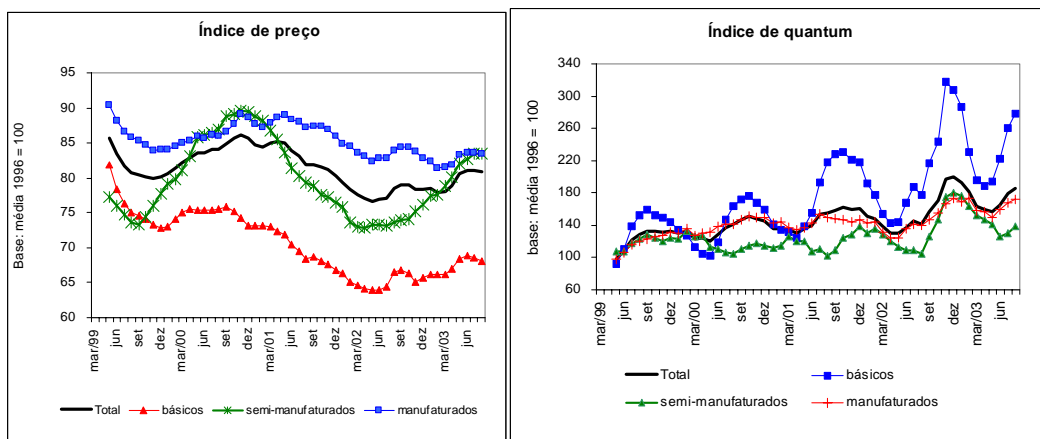 Índice de preço
Base: média 1996 = 100
95
90
85
80
75
70
65
60
mar/99
jun
set
dez
mar/00
jun
set
dez
mar/01
jun
set
dez
mar/02
jun
set
dez
mar/03
jun
Total
básicos
semi-manufaturados
manufaturados
Índice de quantum
base: média 1996 = 100
340
300
260
220
180
140
100
60
mar/99
jun
set
dez
mar/00
jun
set
dez
mar/01
jun
set
dez
mar/02
jun
set
dez
mar/03
jun
Total
básicos
semi-manufaturados
manufaturados